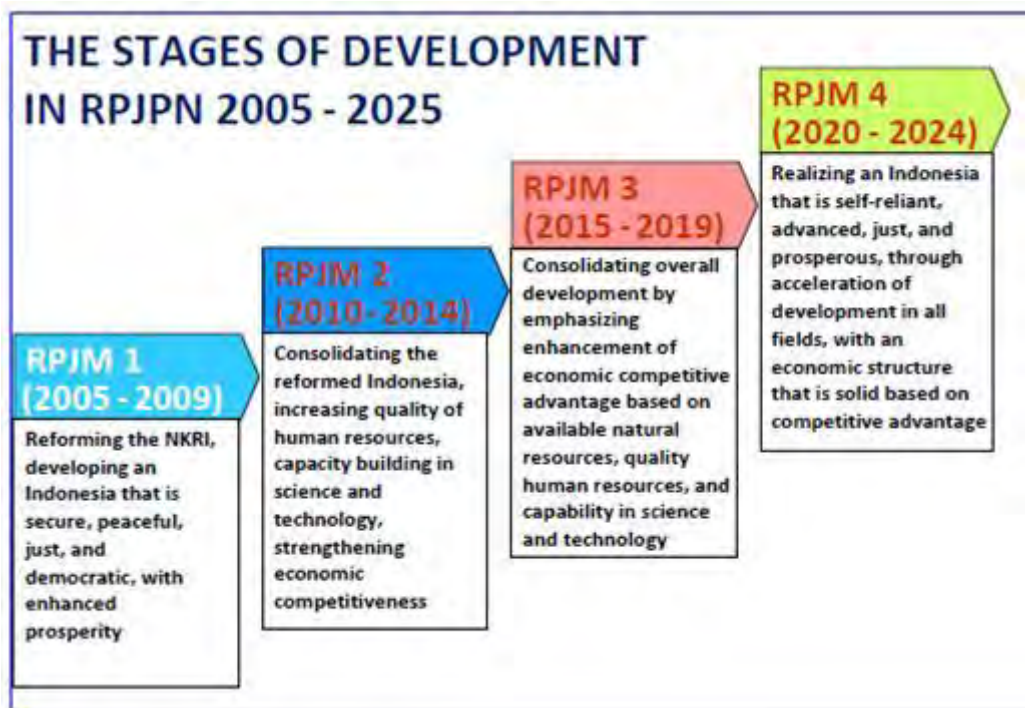 THE STAGES OF DEVELOPMENT
IN RPJPN 2005 - 2025
RPJM 1
(2005 - 2009)
Reforming the NKRI,
developing an
Indonesia that is
secure, peaceful,
just, and
democratic, with
enhanced
prosperity
RPJM 2
(2010- 2014)
Consolidating the
reformed Indonesia,
increasing quality of
human resources,
capacity building in
science and
technology,
strengthening
economic
competitiveness
RPJM 3
(2015 - 2019)
Consolidating overall
development by
emphasizing
enhancement of
economic competitive
advantage based on
available natural
resources, quality
human resources, and
capability in science
and technology
RPJM 4
(2020 - 2024)
Realizing an Indonesia
that is self-reliant,
advanced, just, and
prosperous, through
acceleration of
development in all
fields, with an
economic structure
that is solid based on
competitive advantage